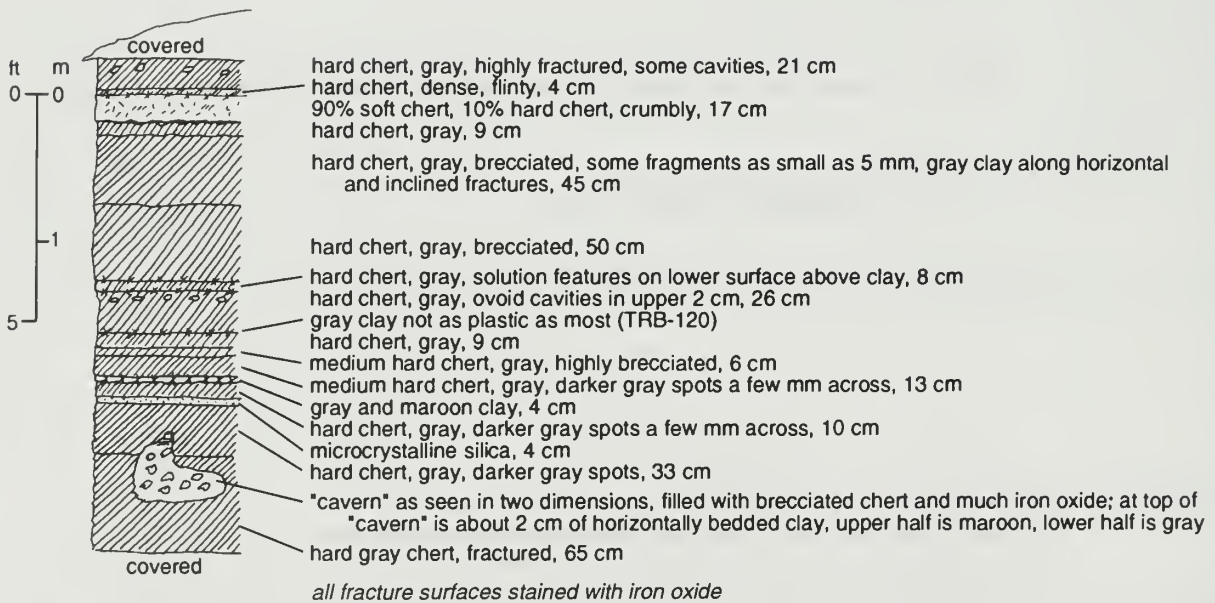 covered
ft m
0 0
1
5
hard chert, gray, highly fractured, some cavities, 21 cm
hard chert, dense, flinty, 4 cm
90% soft chert, 10% hard chert, crumbly, 17 cm
hard chert, gray, 9 cm
hard chert, gray, brecciated, some fragments as small as 5 mm, gray clay along horizontal
and inclined fractures, 45 cm
hard chert, gray, brecciated, 50 cm
hard chert, gray, solution features on lower surface above clay, 8 cm
hard chert, gray, ovoid cavities in upper 2 cm, 26 cm
gray clay not as plastic as most (TRB-120)
hard chert, gray, 9 cm
medium hard chert, gray, highly brecciated, 6 cm
medium hard chert, gray, darker gray spots a few mm across, 13 cm
gray and maroon clay, 4 cm
hard chert, gray, darker gray spots a few mm across, 10 cm
microcrystalline silica, 4 cm
hard chert, gray, darker gray spots, 33 cm
"cavern" as seen in two dimensions, filled with brecciated chert and much iron oxide; at top of
"cavern" is about 2 cm of horizontally bedded clay, upper half is maroon, lower half is gray
hard gray chert, fractured, 65 cm
covered
all fracture surfaces stained with iron oxide